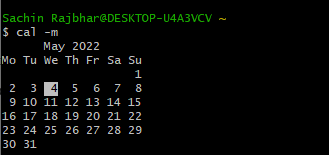 Sachin Rajbhar@DESKTOP-U4A3VCV ~
$ cal -m
      May 2022
Mo Tu We Th Fr Sa Su
                   1
 2  3  4  5  6  7  8
 9 10 11 12 13 14 15
16 17 18 19 20 21 22
23 24 25 26 27 28 29
30 31